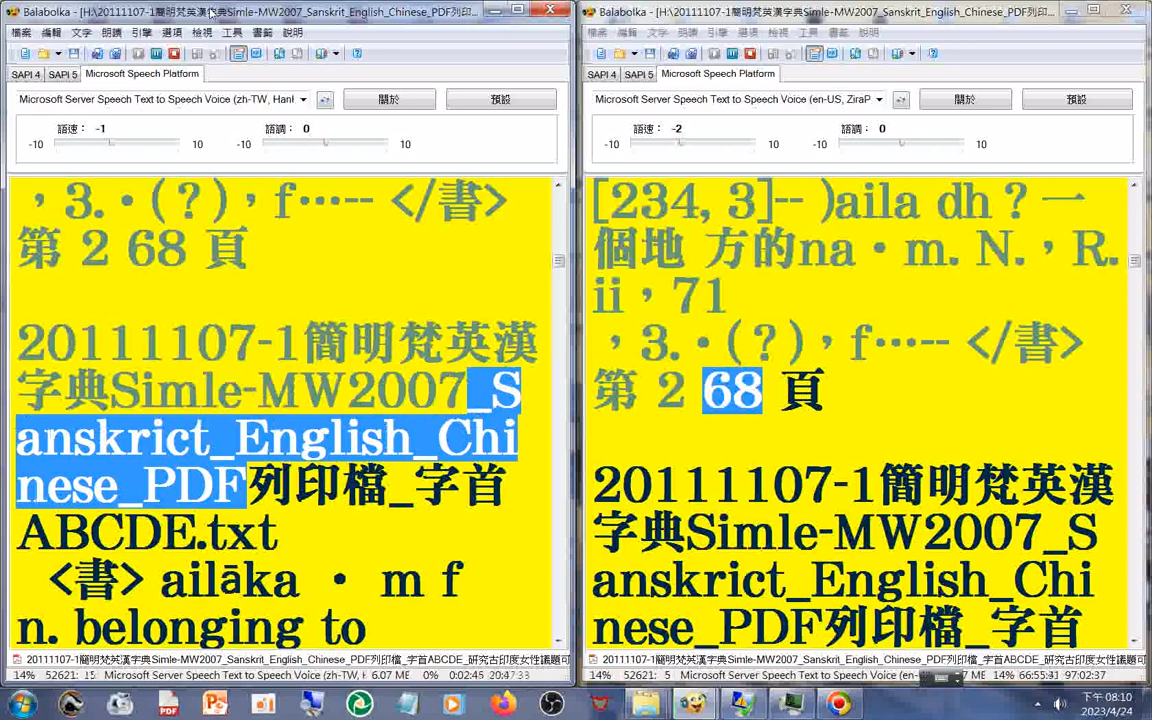 Balabolka - [H:\20111107-1簡明梵英漢字典Simle-MW2007_Sanskrit_English_Chinese_PDF列印...
檔案 編輯 文字 朗讀 引擎 選項 檢視 工具 書籤 說明
SAPI 4 SAPI 5 Microsoft Speech Platform
Microsoft Server Speech Text to Speech Voice (zh-TW, Hanl
關於
預設
語速： -1
語調： 0
-10 10 -10 10
，3.·(？)，f…-- </書>
第 2 68 頁
20111107-1簡明梵英漢
字典Simle-MW2007_S
anskrict_English_Chi
nese_PDF列印檔_字首
ABCDE.txt
<書> ailāka · m f
n. belonging to
20111107-1簡明梵英漢字典Simle-MW2007_Sanskrit_English_Chinese_PDF列印檔_字首ABCDE_研究古印度女性議題可
14% 52621: 15 Microsoft Server Speech Text to Speech Voice (zh-TW, H 6.07 MB 0% 0:02:45 20:47:33
Balabolka - [H:\20111107-1簡明梵英漢字典Simle-MW2007_Sanskrit_English_Chinese_PDF列印...
檔案 編輯 文字 朗讀 引擎 選項 檢視 工具 書籤 說明
SAPI 4 SAPI 5 Microsoft Speech Platform
Microsoft Server Speech Text to Speech Voice (en-US, ZiraP
關於
預設
語速： -2
語調： 0
-10 10 -10 10
[234, 3]-- )aila dh？一
個地 方的na·m. N.，R.
ii，71
，3.·(？)，f…-- </書>
第 2 68 頁
20111107-1簡明梵英漢
字典Simle-MW2007_S
anskrict_English_Chi
nese_PDF列印檔_字首
20111107-1簡明梵英漢字典Simle-MW2007_Sanskrit_English_Chinese_PDF列印檔_字首ABCDE_研究古印度女性議題可
14% 52621: 5 Microsoft Server Speech Text to Speech Voice (en-US, Z 14% 66:55:31 97:02:37
下午 08:10
2023/4/24